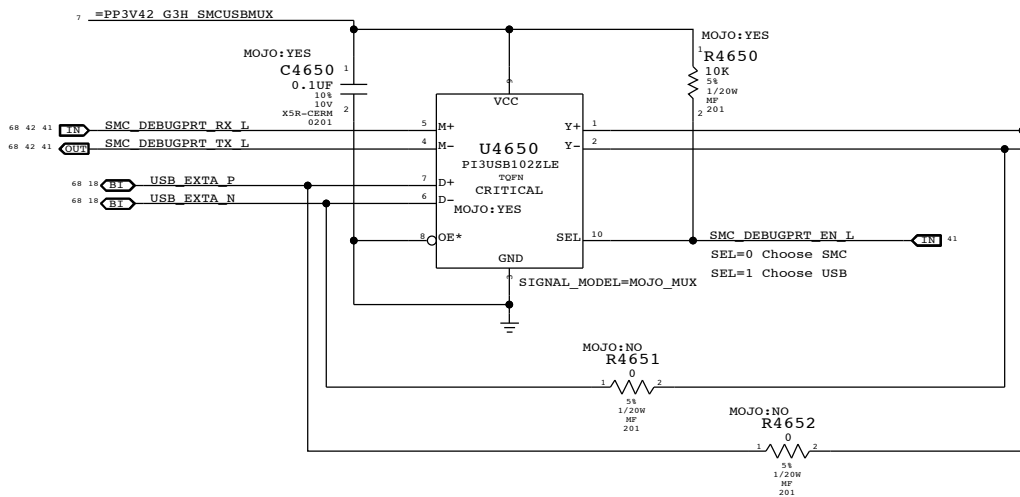 7 =PP3V42_G3H_SMCUSBMUX
MOJO:YES
C4650 1
0.1UF
10%
10V
X5R-CERM 2
0201
MOJO:YES
1 R4650
10K
5%
1/20W
MF
2 201
9
VCC
68 42 41 IN SMC_DEBUGPRT_RX_L 5 M+ Y+ 1
68 42 41 OUT SMC_DEBUGPRT_TX_L 4 M- Y- 2
U4650
PI3USB102ZLE
TQFN
CRITICAL
68 18 BI USB_EXTA_P 7 D+
68 18 BI USB_EXTA_N 6 D-
MOJO:YES
8 OE* SEL 10 SMC_DEBUGPRT_EN_L IN 41
SEL=0 Choose SMC
SEL=1 Choose USB
GND
3
SIGNAL_MODEL=MOJO_MUX
MOJO:NO
R4651
0
1 2
5%
1/20W
MF
201
MOJO:NO
R4652
0
1 2
5%
1/20W
MF
201